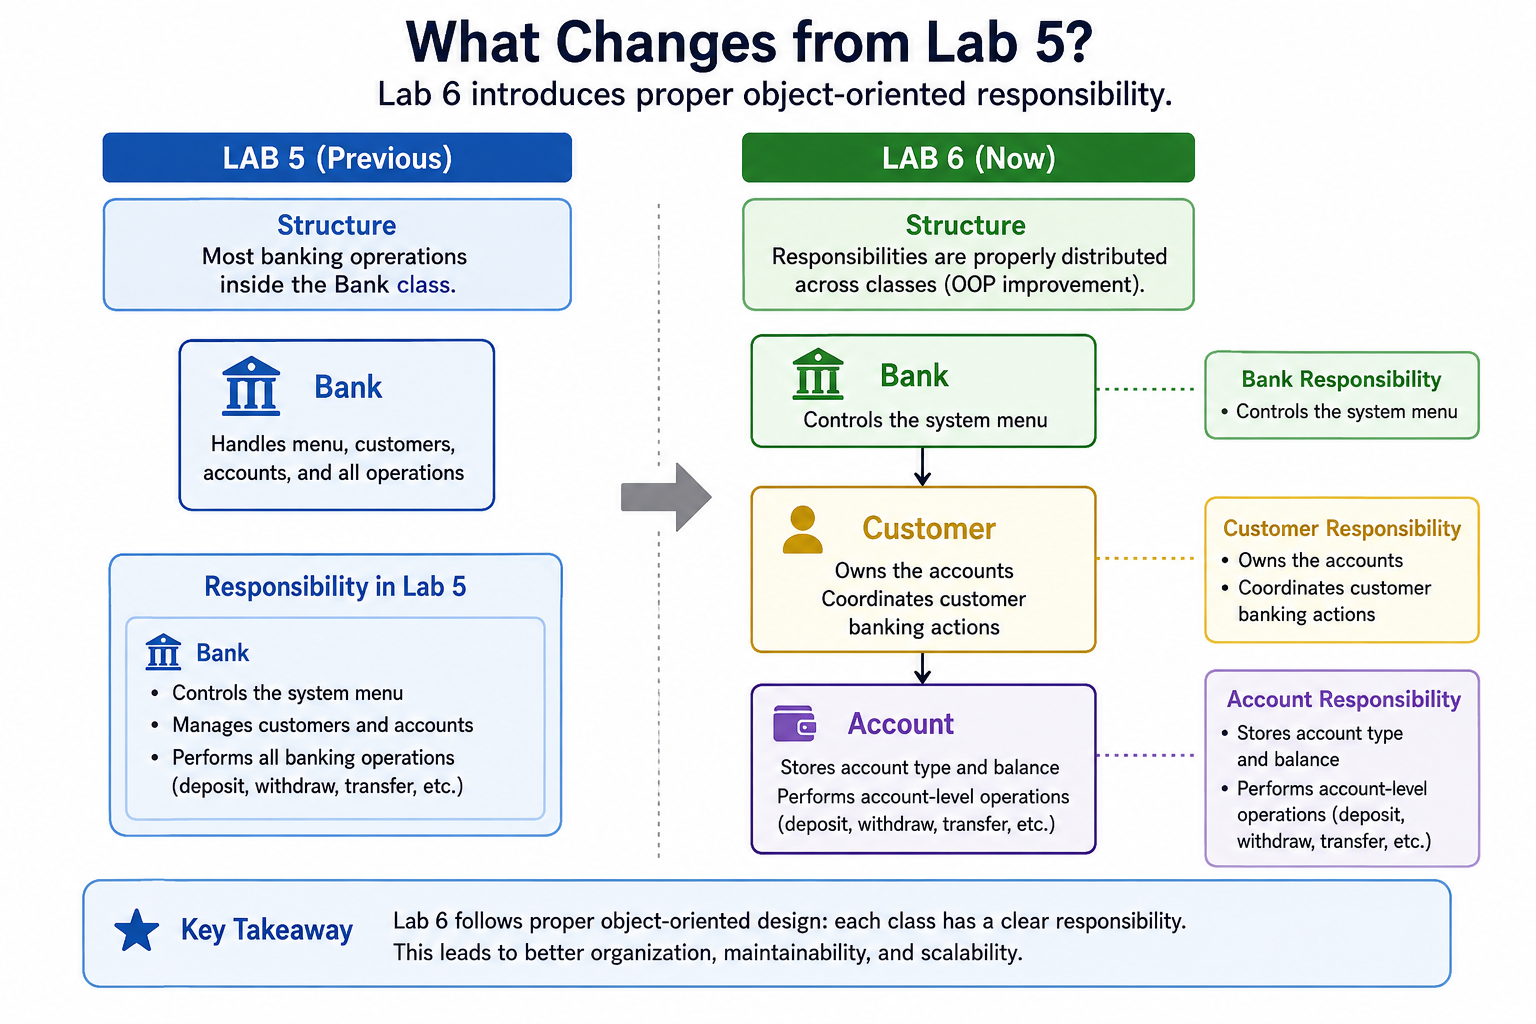 What Changes from Lab 5?
Lab 6 introduces proper object-oriented responsibility.
LAB 5 (Previous)
Structure
Most banking oprerations
inside the Bank class.
Bank
Handles menu, customers,
accounts, and all operations
Responsibility in Lab 5
Bank
• Controls the system menu
• Manages customers and accounts
• Performs all banking operations
(deposit, withdraw, transfer, etc.)
LAB 6 (Now)
Structure
Responsibilities are properly distributed
across classes (OOP improvement).
Bank
Controls the system menu
Bank Responsibility
• Controls the system menu
Customer
Owns the accounts
Coordinates customer
banking actions
Customer Responsibility
• Owns the accounts
• Coordinates customer
banking actions
Account
Stores account type and balance
Performs account-level operations
(deposit, withdraw, transfer, etc.)
Account Responsibility
• Stores account type
and balance
• Performs account-level
operations (deposit,
withdraw, transfer, etc.)
Key Takeaway
Lab 6 follows proper object-oriented design: each class has a clear responsibility.
This leads to better organization, maintainability, and scalability.